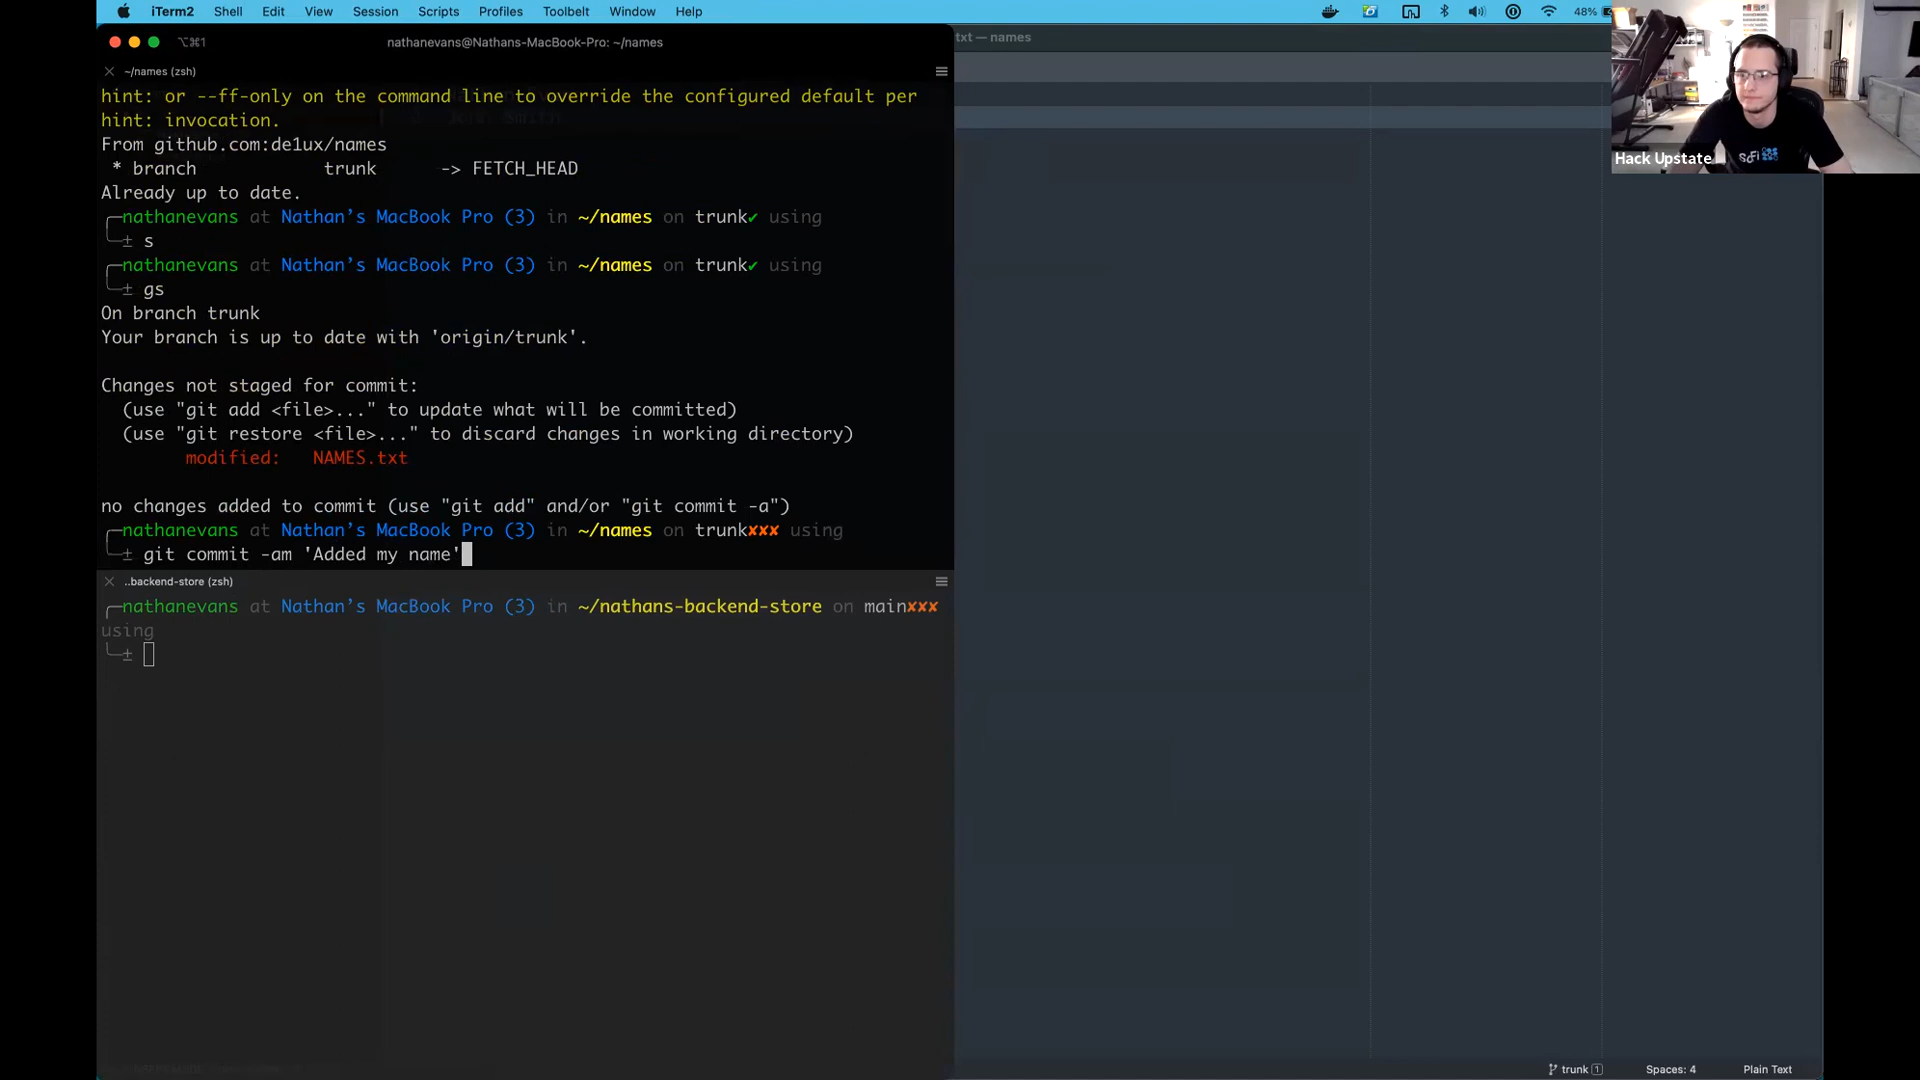 iTerm2 Shell Edit View Session Scripts Profiles Toolbelt Window Help 48%
⌥⌘1 nathanevans@Nathans-MacBook-Pro: ~/names
txt — names
~/names (zsh)
hint: or --ff-only on the command line to override the configured default per
hint: invocation.
From github.com:de1ux/names
* branch trunk -> FETCH_HEAD
Already up to date.
nathanevans at Nathan’s MacBook Pro (3) in ~/names on trunk✔ using
± s
nathanevans at Nathan’s MacBook Pro (3) in ~/names on trunk✔ using
± gs
On branch trunk
Your branch is up to date with 'origin/trunk'.
Changes not staged for commit:
(use "git add <file>..." to update what will be committed)
(use "git restore <file>..." to discard changes in working directory)
modified: NAMES.txt
no changes added to commit (use "git add" and/or "git commit -a")
nathanevans at Nathan’s MacBook Pro (3) in ~/names on trunk✘✘✘ using
± git commit -am 'Added my name'
..backend-store (zsh)
nathanevans at Nathan’s MacBook Pro (3) in ~/nathans-backend-store on main✘✘✘
using
±
Hack Upstate
trunk 1 Spaces: 4 Plain Text